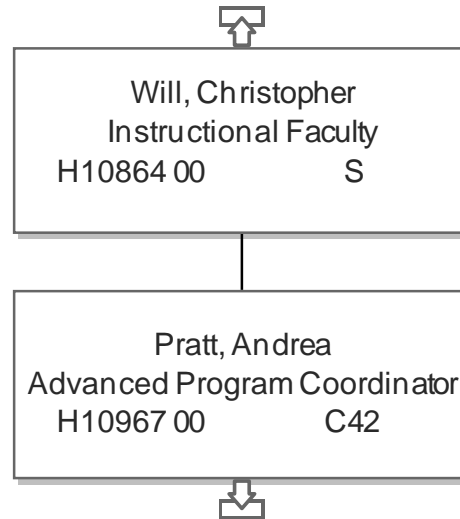 Will, Christopher
Instructional Faculty
H10864 00 S
Pratt, Andrea
Advanced Program Coordinator
H10967 00 C42